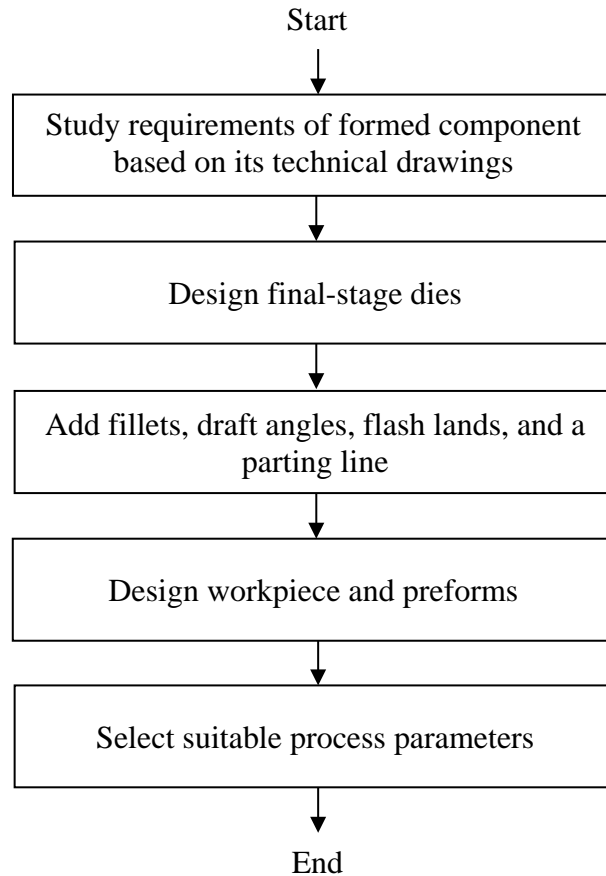 Start
Study requirements of formed component
based on its technical drawings
Design final-stage dies
Add fillets, draft angles, flash lands, and a
parting line
Design workpiece and preforms
Select suitable process parameters
End